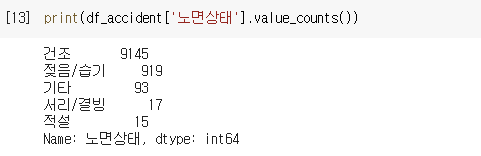 [13] print(df_accident['노면상태'].value_counts())
건조 9145
젖음/습기 919
기타 93
서리/결빙 17
적설 15
Name: 노면상태, dtype: int64